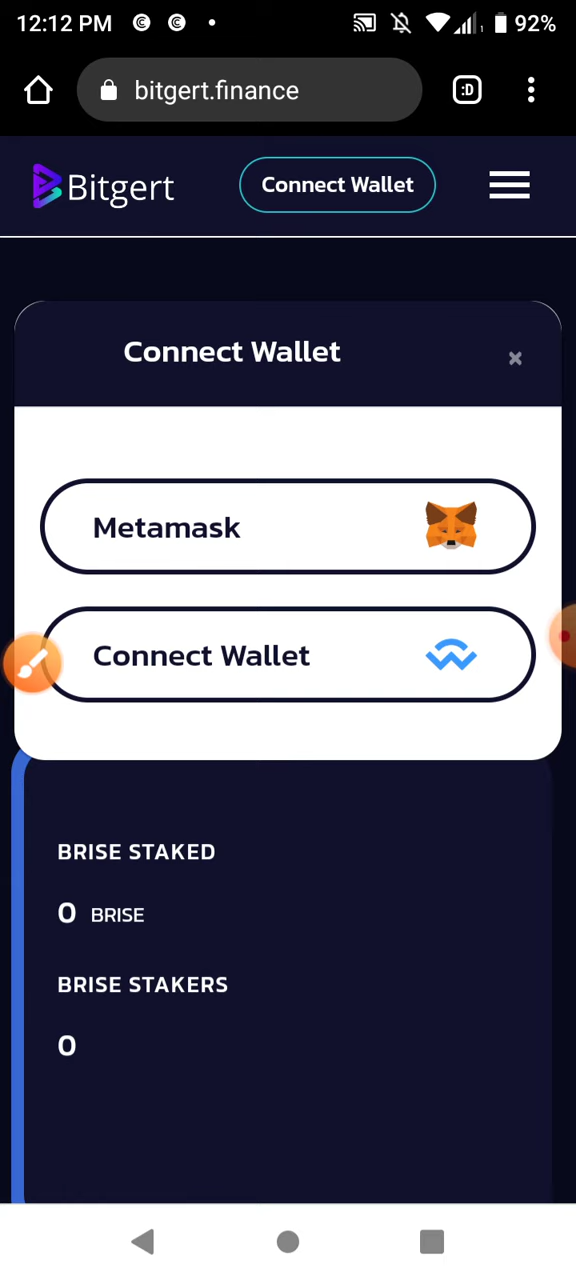 12:12 PM
1
92%
bitgert.finance
:D
Bitgert
Connect Wallet
Connect Wallet
×
Metamask
Connect Wallet
BRISE STAKED
0 BRISE
BRISE STAKERS
0